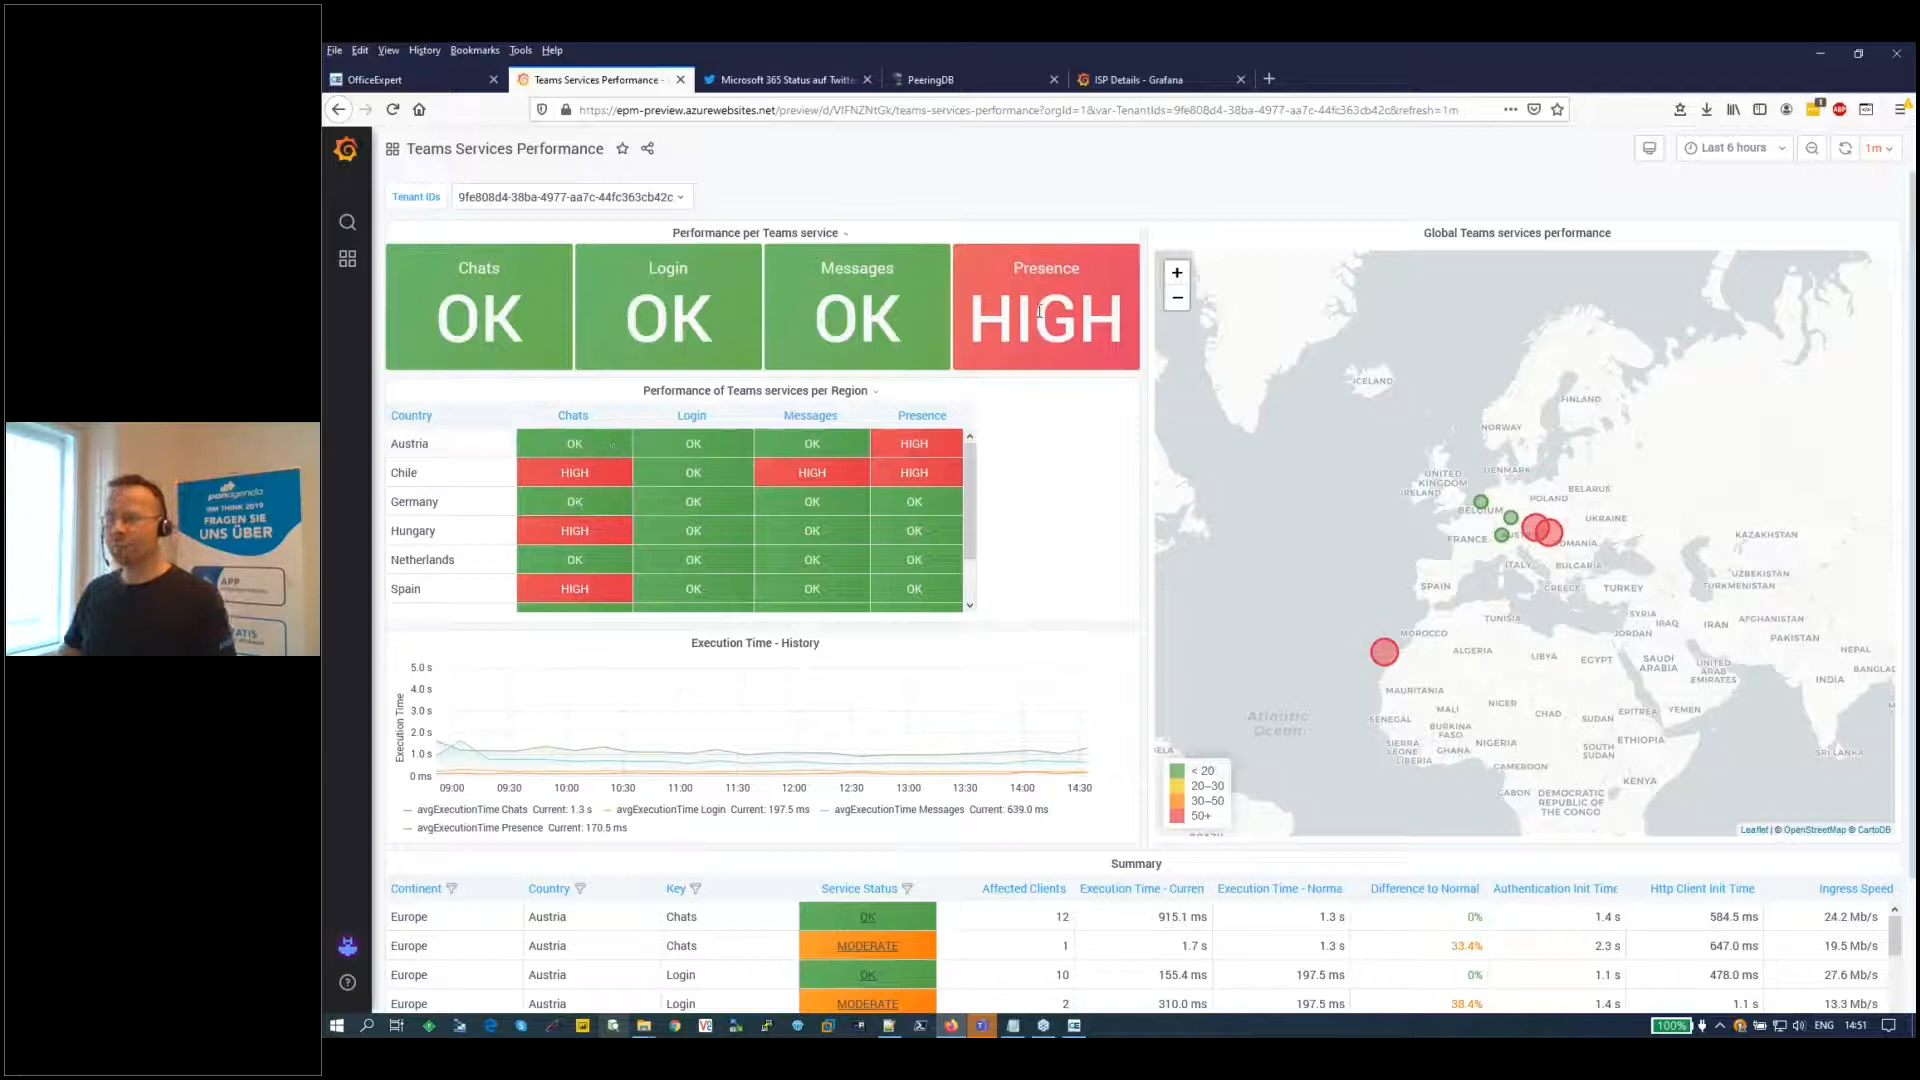 File Edit View History Bookmarks Tools Help
OfficeExpert
Teams Services Performance -
Microsoft 365 Status auf Twitte
PeeringDB
ISP Details - Grafana
https://epm-preview.azurewebsites.net/preview/d/VIFNZNtGk/teams-services-performance?orgId=1&var-TenantIds=9fe808d4-38ba-4977-aa7c-44fc363cb42c&refresh=1m
Teams Services Performance
Last 6 hours
1m
Tenant IDs
9fe808d4-38ba-4977-aa7c-44fc363cb42c
Performance per Teams service
Chats
OK
Login
OK
Messages
OK
Presence
HIGH
Performance of Teams services per Region
Country Chats Login Messages Presence
Austria OK OK OK HIGH
Chile HIGH OK HIGH HIGH
Germany OK OK OK OK
Hungary HIGH OK OK OK
Netherlands OK OK OK OK
Spain HIGH OK OK OK
Execution Time - History
Execution Time
5.0 s
4.0 s
3.0 s
2.0 s
1.0 s
0 ms
09:00 09:30 10:00 10:30 11:00 11:30 12:00 12:30 13:00 13:30 14:00 14:30
avgExecutionTime Chats Current: 1.3 s
avgExecutionTime Login Current: 197.5 ms
avgExecutionTime Messages Current: 639.0 ms
avgExecutionTime Presence Current: 170.5 ms
Global Teams services performance
+
−
ICELAND
FINLAND
NORWAY
UNITED KINGDOM
DENMARK
IRELAND
BELARUS
POLAND
BELGIUM
UKRAINE
FRANCE
OMANIA
KAZAKHSTAN
ITALY
BULGARIA
UZBEKISTAN
SPAIN
GREECE
TURKEY
TURKMENISTAN
TUNISIA
SYRIA
MOROCCO
IRAQ
IRAN
AFGHANISTAN
JORDAN
PAKISTAN
ALGERIA
LIBYA
EGYPT
SAUDI ARABIA
UNITED ARAB EMIRATES
NEPAL
BANGLAD
INDIA
MAURITANIA
MALI
NIGER
CHAD
SUDAN
ERITREA
YEMEN
Atlantic Ocean
SENEGAL
BURKINA FASO
SIERRA LEONE
GHANA
NIGERIA
SOUTH SUDAN
ETHIOPIA
LIBERIA
SRI LANKA
CAMEROON
KENYA
GABON
DEMOCRATIC REPUBLIC OF THE CONGO
< 20
20–30
30–50
50+
Leaflet | © OpenStreetMap © CartoDB
Summary
Continent Country Key Service Status Affected Clients Execution Time - Curren Execution Time - Norma Difference to Normal Authentication Init Time Http Client Init Time Ingress Speed
Europe Austria Chats OK 12 915.1 ms 1.3 s 0% 1.4 s 584.5 ms 24.2 Mb/s
Europe Austria Chats MODERATE 1 1.7 s 1.3 s 33.4% 2.3 s 647.0 ms 19.5 Mb/s
Europe Austria Login OK 10 155.4 ms 197.5 ms 0% 1.1 s 478.0 ms 27.6 Mb/s
Europe Austria Login MODERATE 2 310.0 ms 197.5 ms 38.4% 1.4 s 1.1 s 13.3 Mb/s
100%
ENG
14:51
panagenda
IBM THINK 2019
FRAGEN SIE
UNS ÜBER
APP